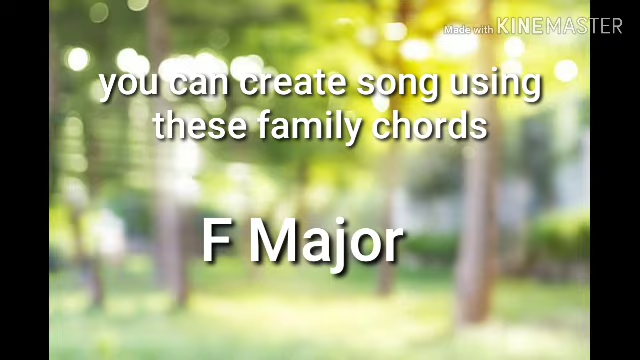 Made with KINEMASTER
you can create song using
these family chords
F Major